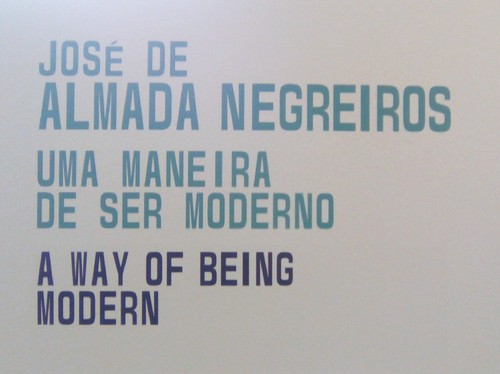 JOSÉ DE
ALMADA NEGREIROS
UMA MANEIRA
DE SER MODERNO
A WAY OF BEING
MODERN